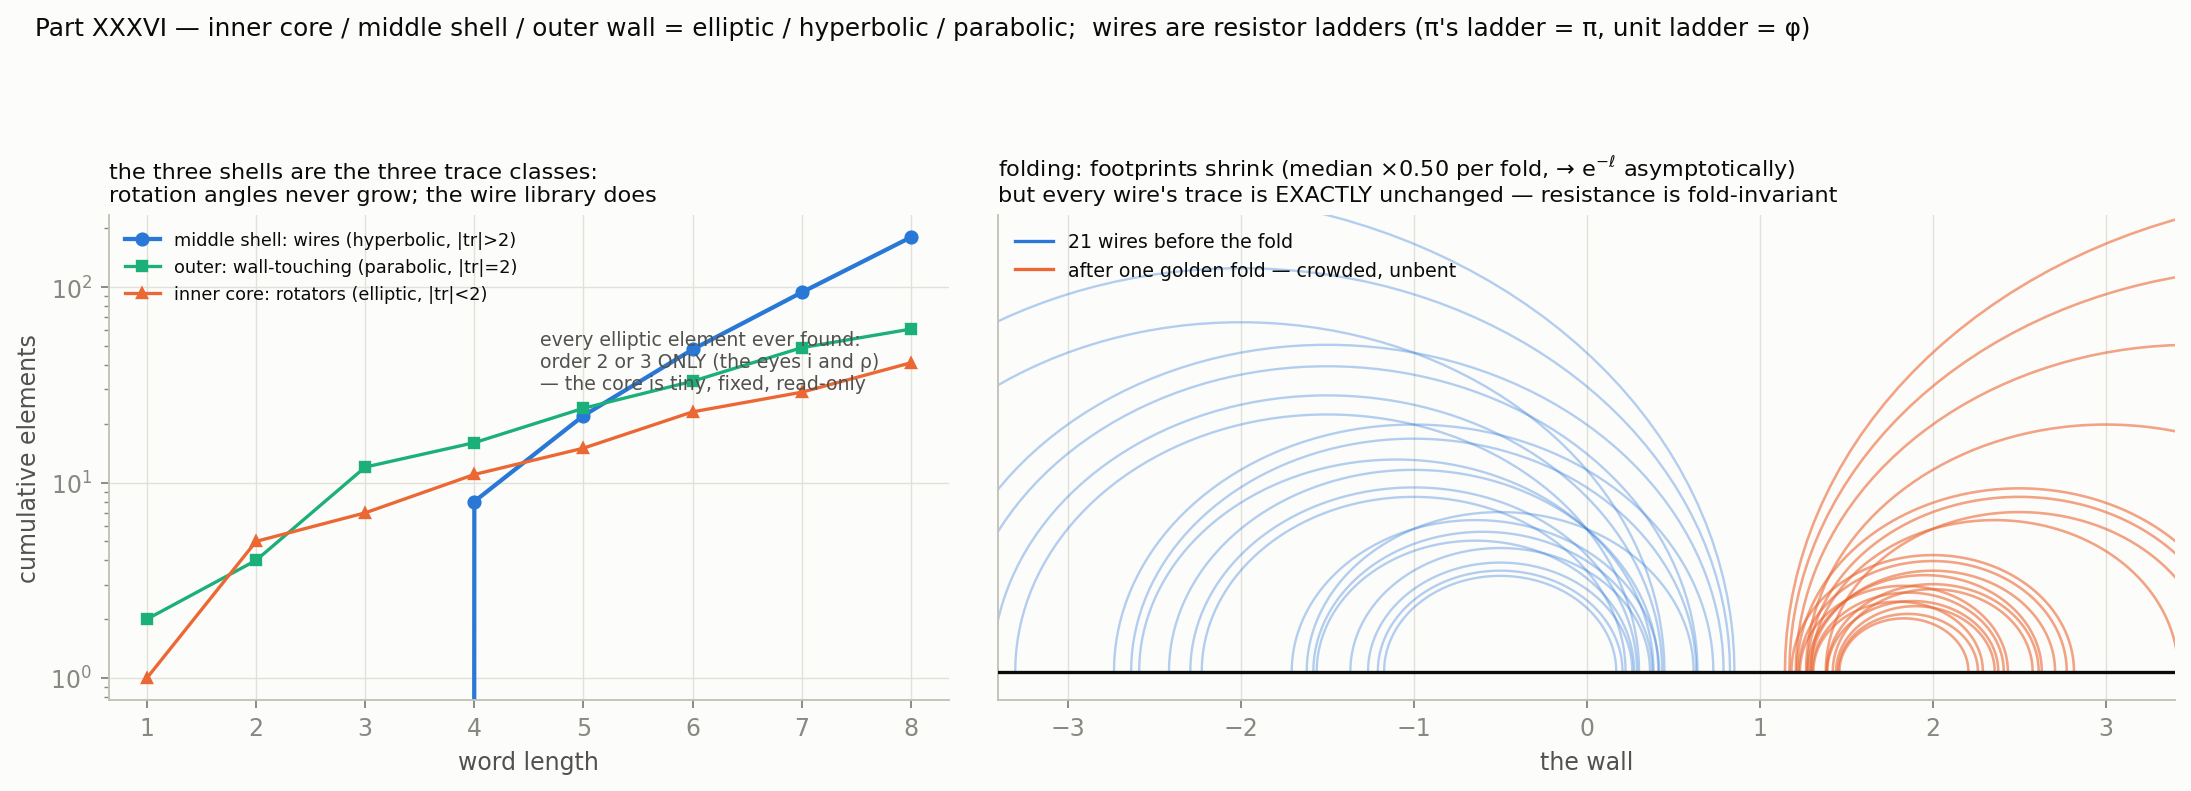 Part XXXVI — inner core / middle shell / outer wall = elliptic / hyperbolic / parabolic;  wires are resistor ladders (π's ladder = π, unit ladder = φ)
the three shells are the three trace classes:
rotation angles never grow; the wire library does
middle shell: wires (hyperbolic, |tr|>2)
outer: wall-touching (parabolic, |tr|=2)
inner core: rotators (elliptic, |tr|<2)
every elliptic element ever found:
order 2 or 3 ONLY (the eyes i and ρ)
— the core is tiny, fixed, read-only
cumulative elements
10²
10¹
10⁰
1 2 3 4 5 6 7 8
word length
folding: footprints shrink (median ×0.50 per fold, → e^−ℓ asymptotically)
but every wire's trace is EXACTLY unchanged — resistance is fold-invariant
21 wires before the fold
after one golden fold — crowded, unbent
−3 −2 −1 0 1 2 3
the wall